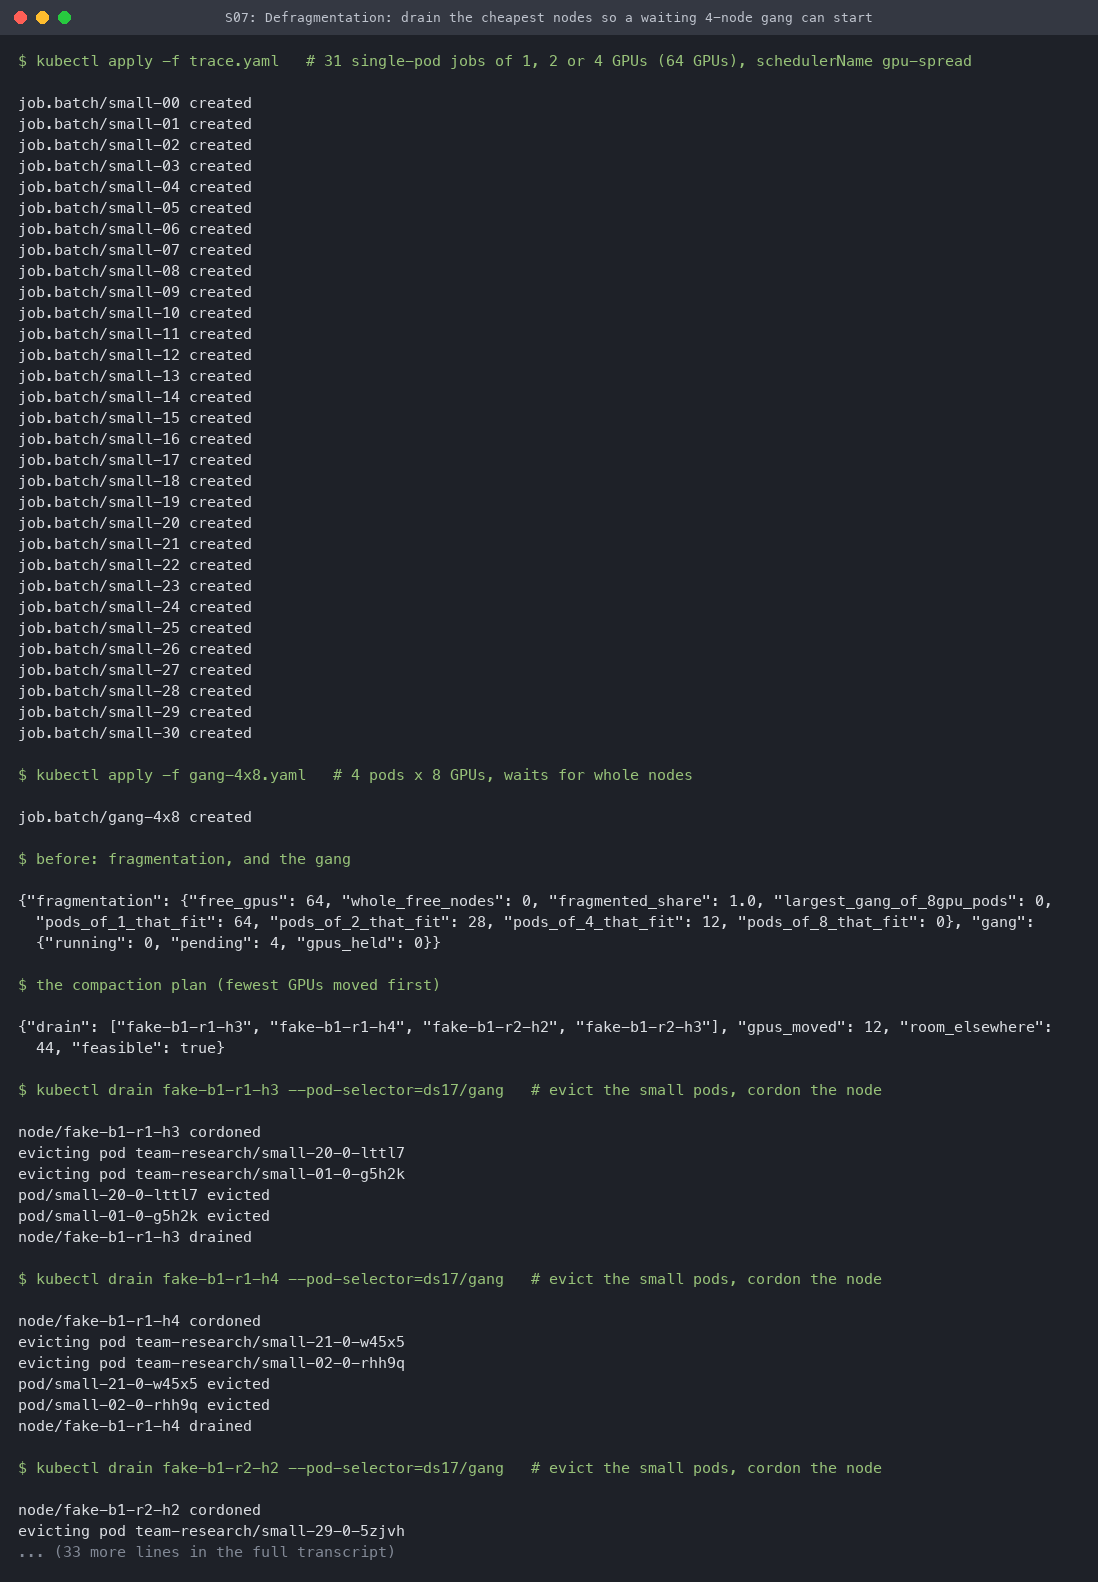 S07: Defragmentation: drain the cheapest nodes so a waiting 4-node gang can start
$ kubectl apply -f trace.yaml   # 31 single-pod jobs of 1, 2 or 4 GPUs (64 GPUs), schedulerName gpu-spread
job.batch/small-00 created
job.batch/small-01 created
job.batch/small-02 created
job.batch/small-03 created
job.batch/small-04 created
job.batch/small-05 created
job.batch/small-06 created
job.batch/small-07 created
job.batch/small-08 created
job.batch/small-09 created
job.batch/small-10 created
job.batch/small-11 created
job.batch/small-12 created
job.batch/small-13 created
job.batch/small-14 created
job.batch/small-15 created
job.batch/small-16 created
job.batch/small-17 created
job.batch/small-18 created
job.batch/small-19 created
job.batch/small-20 created
job.batch/small-21 created
job.batch/small-22 created
job.batch/small-23 created
job.batch/small-24 created
job.batch/small-25 created
job.batch/small-26 created
job.batch/small-27 created
job.batch/small-28 created
job.batch/small-29 created
job.batch/small-30 created
$ kubectl apply -f gang-4x8.yaml   # 4 pods x 8 GPUs, waits for whole nodes
job.batch/gang-4x8 created
$ before: fragmentation, and the gang
{"fragmentation": {"free_gpus": 64, "whole_free_nodes": 0, "fragmented_share": 1.0, "largest_gang_of_8gpu_pods": 0,
"pods_of_1_that_fit": 64, "pods_of_2_that_fit": 28, "pods_of_4_that_fit": 12, "pods_of_8_that_fit": 0}, "gang":
{"running": 0, "pending": 4, "gpus_held": 0}}
$ the compaction plan (fewest GPUs moved first)
{"drain": ["fake-b1-r1-h3", "fake-b1-r1-h4", "fake-b1-r2-h2", "fake-b1-r2-h3"], "gpus_moved": 12, "room_elsewhere":
44, "feasible": true}
$ kubectl drain fake-b1-r1-h3 --pod-selector=ds17/gang   # evict the small pods, cordon the node
node/fake-b1-r1-h3 cordoned
evicting pod team-research/small-20-0-lttl7
evicting pod team-research/small-01-0-g5h2k
pod/small-20-0-lttl7 evicted
pod/small-01-0-g5h2k evicted
node/fake-b1-r1-h3 drained
$ kubectl drain fake-b1-r1-h4 --pod-selector=ds17/gang   # evict the small pods, cordon the node
node/fake-b1-r1-h4 cordoned
evicting pod team-research/small-21-0-w45x5
evicting pod team-research/small-02-0-rhh9q
pod/small-21-0-w45x5 evicted
pod/small-02-0-rhh9q evicted
node/fake-b1-r1-h4 drained
$ kubectl drain fake-b1-r2-h2 --pod-selector=ds17/gang   # evict the small pods, cordon the node
node/fake-b1-r2-h2 cordoned
evicting pod team-research/small-29-0-5zjvh
... (33 more lines in the full transcript)